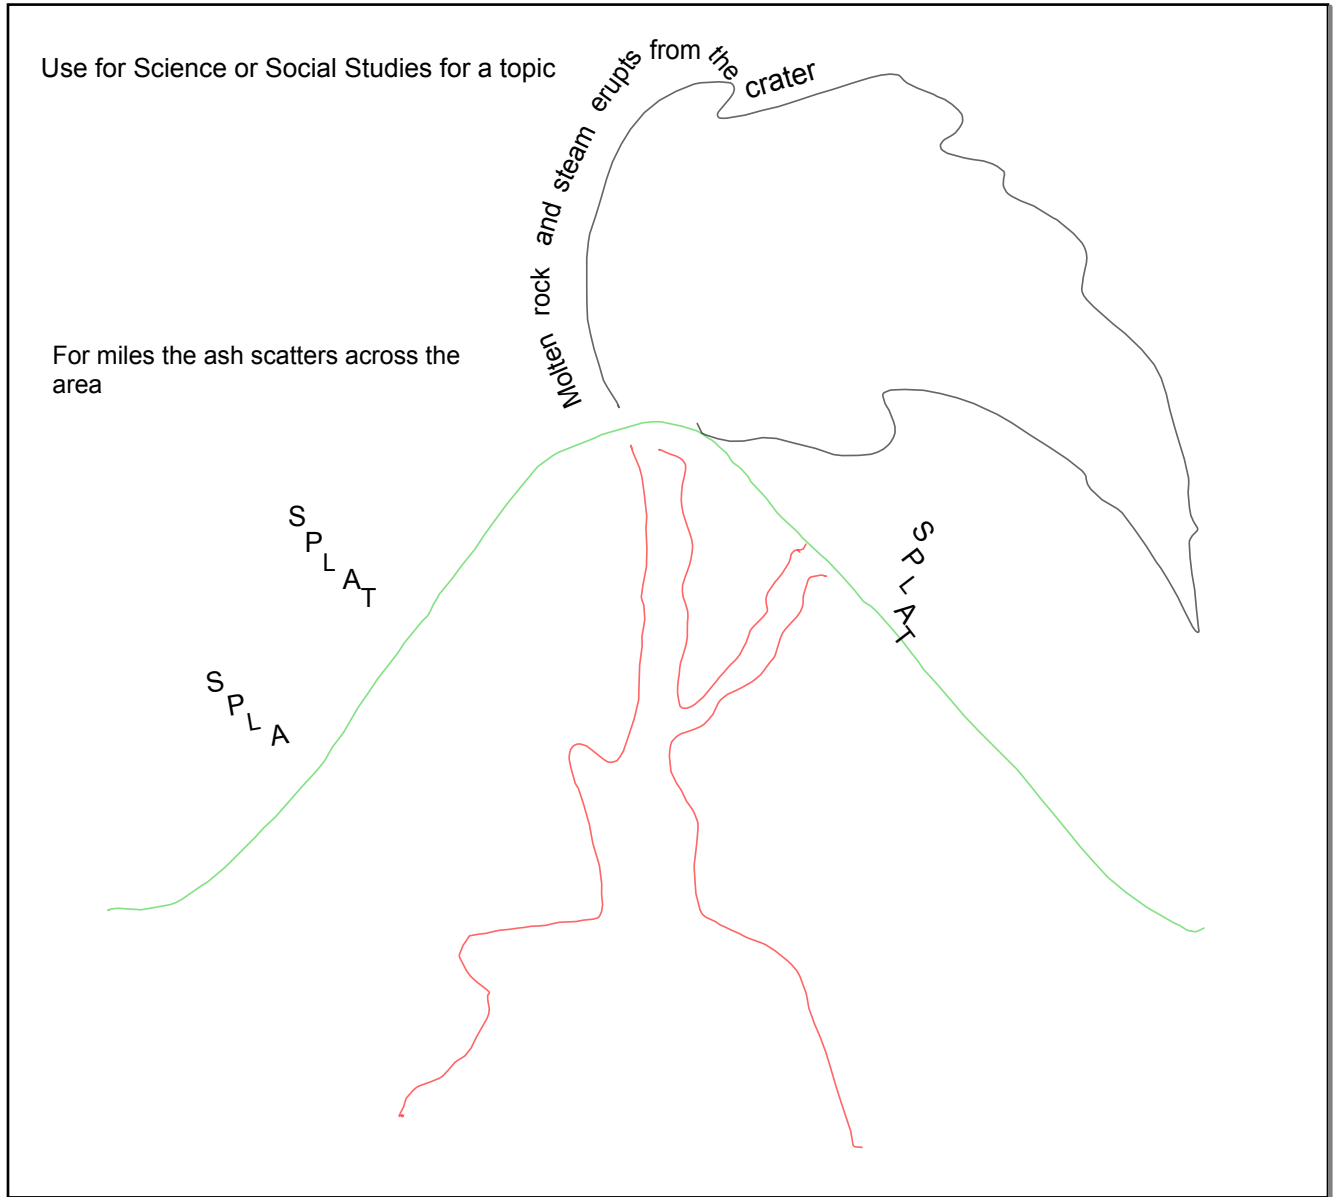 Use for Science or Social Studies for a topic
Molten rock and steam erupts from the crater
For miles the ash scatters across the
area
SPLAT
SPLAT
SPLA